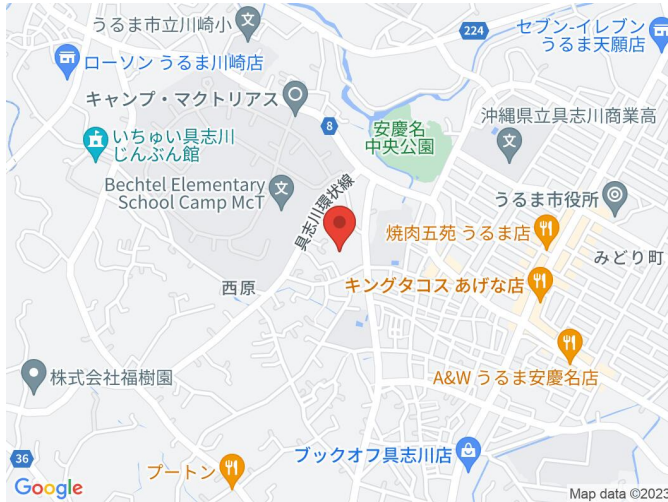 うるま市立川崎小
224
セブン-イレブン
うるま天願店
ローソン うるま川崎店
キャンプ・マクトリアス
8
安慶名
中央公園
沖縄県立具志川商業高
いちゅい具志川
じんぶん館
Bechtel Elementary
School Camp McT
具志川環状線
うるま市役所
焼肉五苑 うるま店
みどり町
西原
キングタコス あげな店
株式会社福樹園
A&W うるま安慶名店
36
プートン
ブックオフ具志川店
Google
Map data ©2023